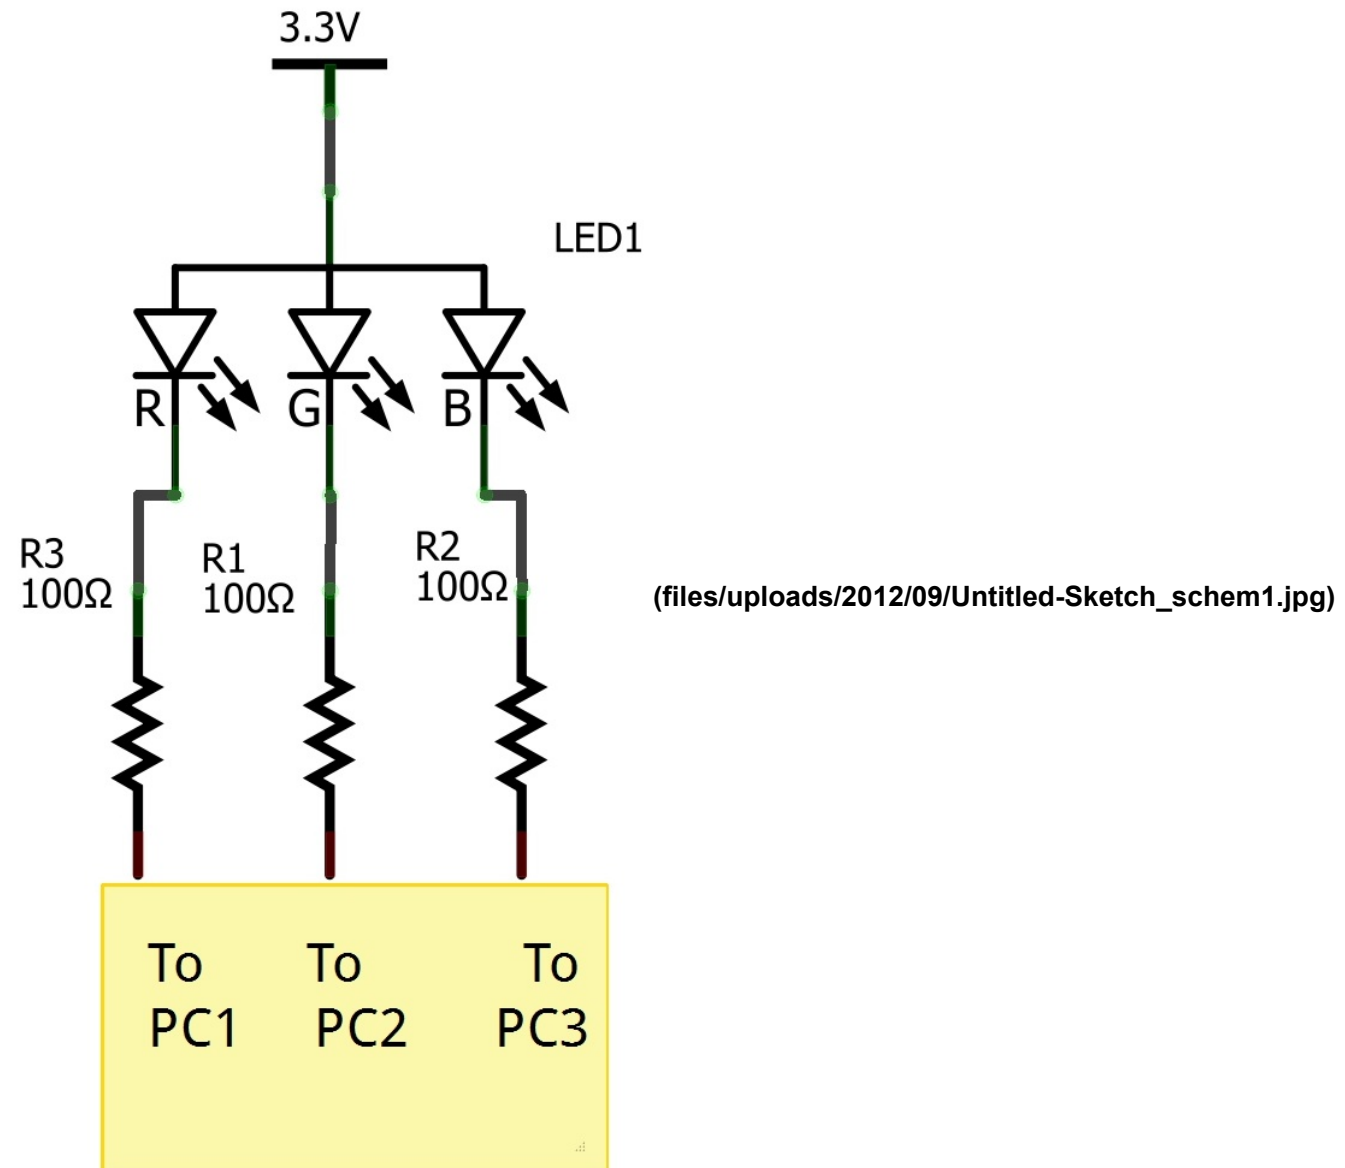 3.3V
LED1
R
G
B
R3
100Ω
R1
100Ω
R2
100Ω
(files/uploads/2012/09/Untitled-Sketch_schem1.jpg)
To
PC1
To
PC2
To
PC3